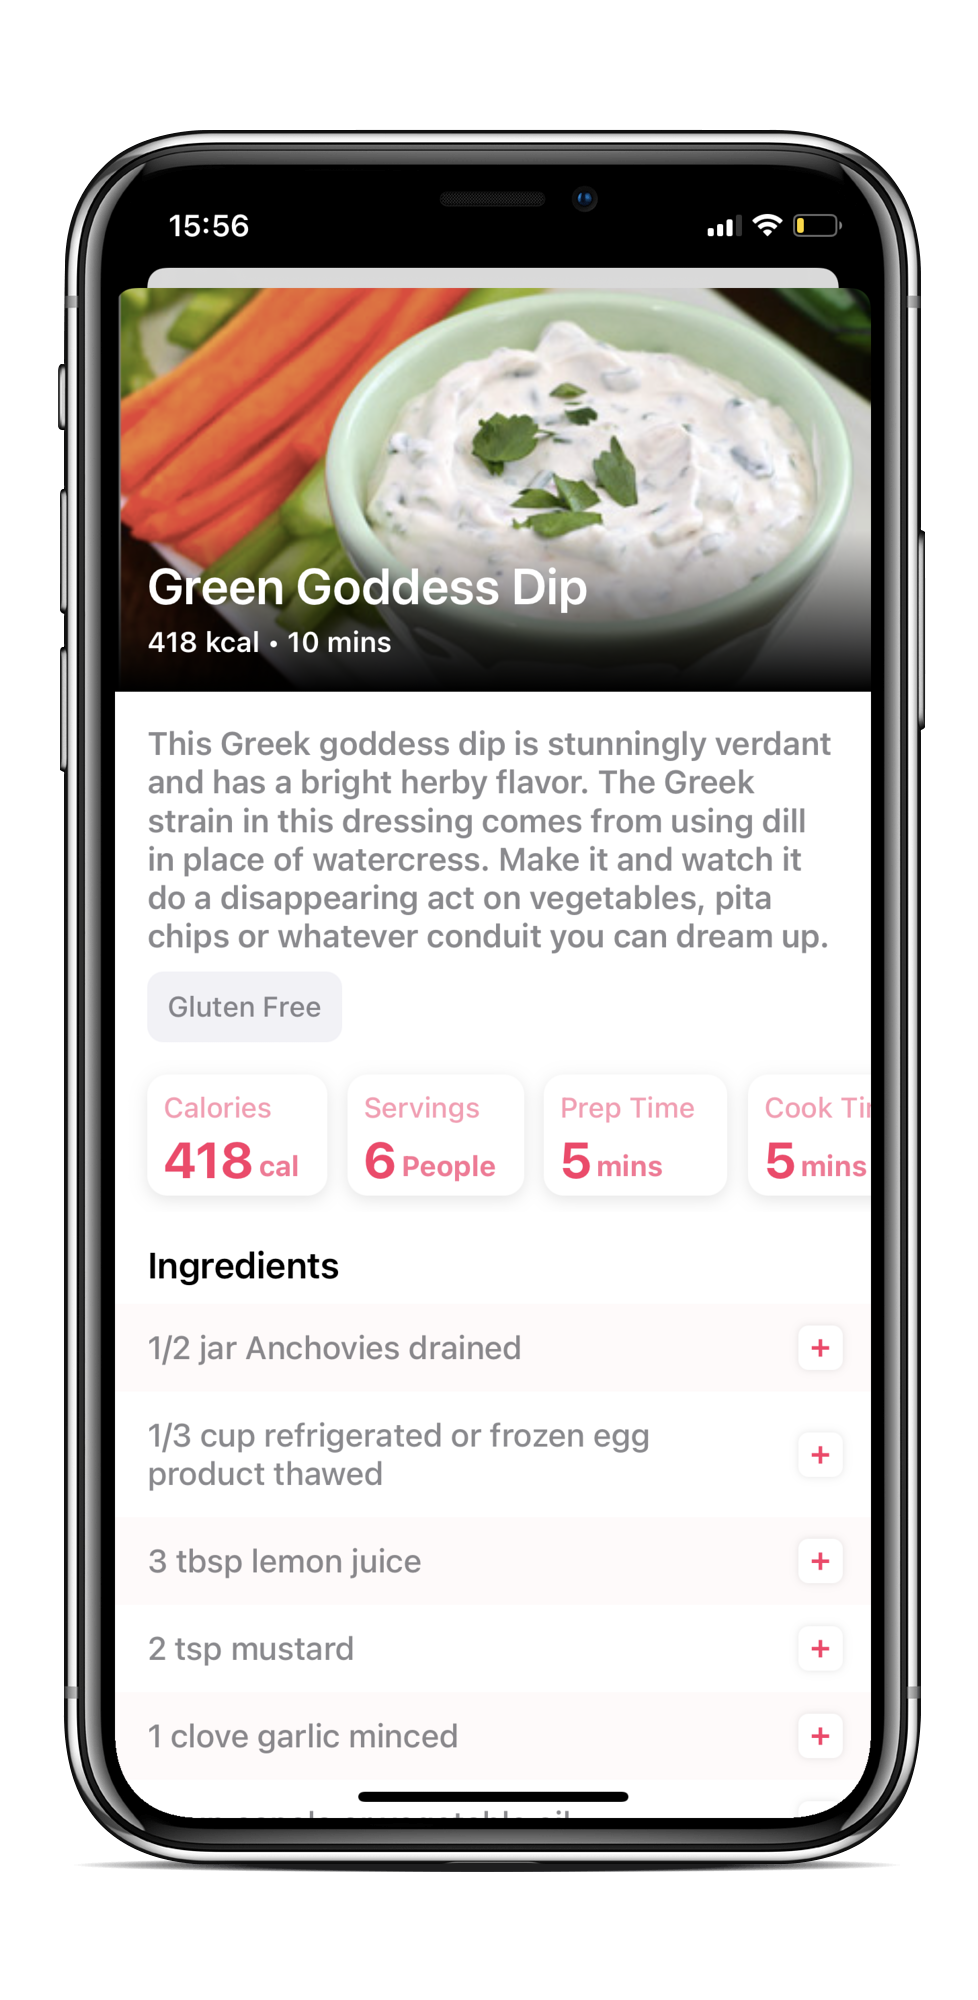 15:56
Green Goddess Dip
418 kcal • 10 mins
This Greek goddess dip is stunningly verdant
and has a bright herby flavor. The Greek
strain in this dressing comes from using dill
in place of watercress. Make it and watch it
do a disappearing act on vegetables, pita
chips or whatever conduit you can dream up.
Gluten Free
Calories Servings Prep Time Cook
418 cal 6 People 5 mins 5 mins
Ingredients
1/2 jar Anchovies drained
+
1/3 cup refrigerated or frozen egg
product thawed
+
3 tbsp lemon juice
+
2 tsp mustard
+
1 clove garlic minced
+